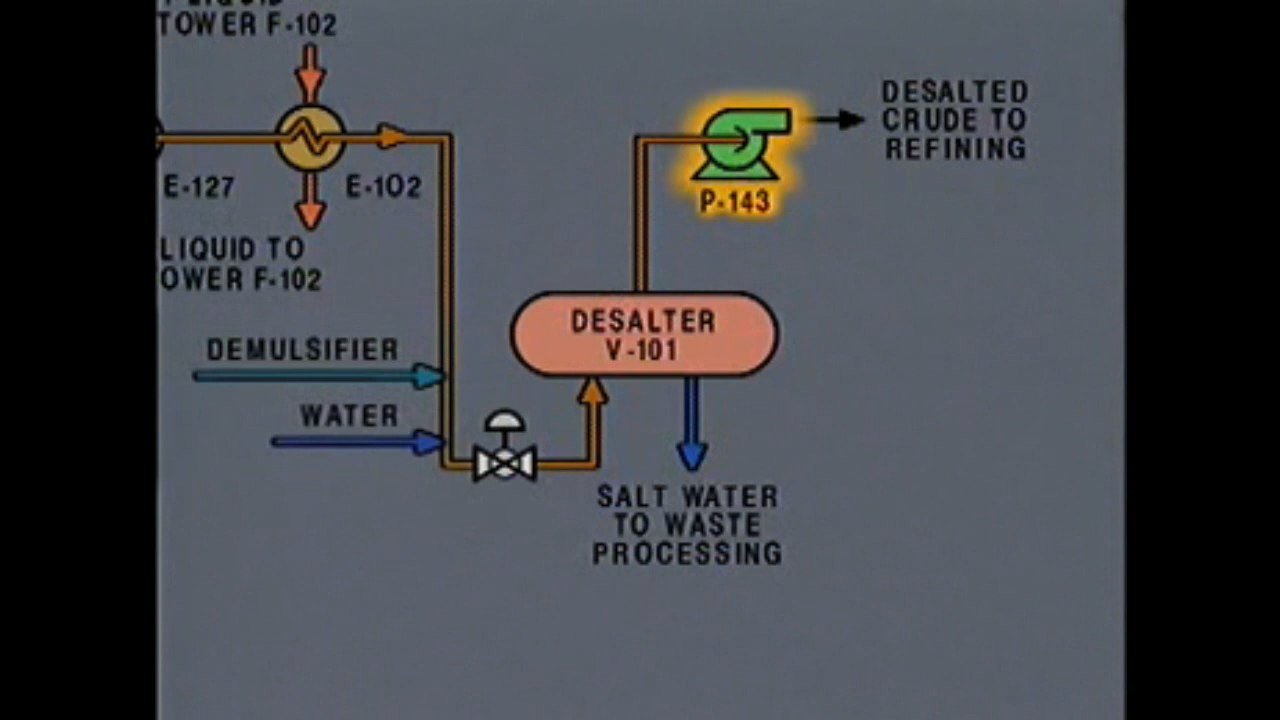 TOWER F-102
DESALTED
CRUDE TO
REFINING
E-127
E-102
P-143
LIQUID TO
OWER F-102
DESALTER
V-101
DEMULSIFIER
WATER
SALT WATER
TO WASTE
PROCESSING